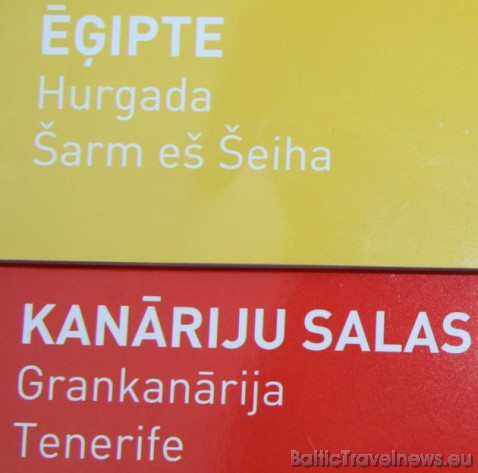 ĒĢIPTE
Hurgada
Šarm eš Šeiha
KANĀRIJU SALAS
Grankanārija
Tenerife
BalticTravelnews.eu